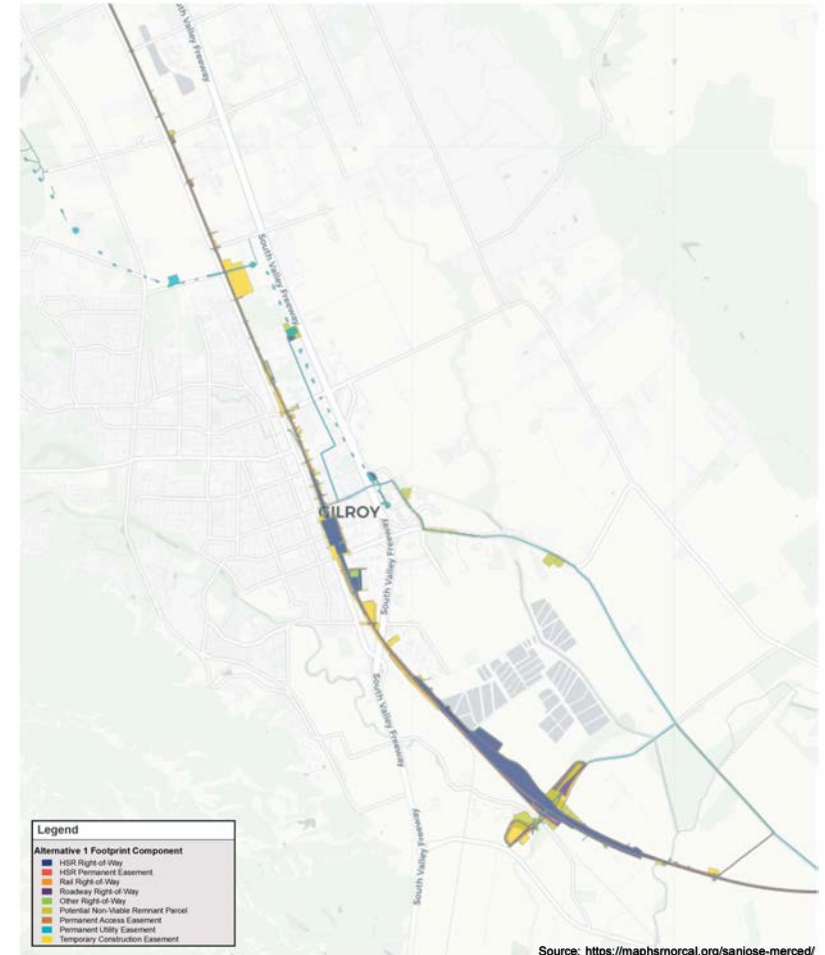 South Valley Freeway
South Valley Freeway
GILROY
South Valley Freeway
South Valley Freeway
South Valley Freeway
Legend
Alternative 1 Footprint Component
HSR Right-of-Way
HSR Permanent Easement
Rail Right-of-Way
Roadway Right-of-Way
Other Right-of-Way
Potential Non-Viable Remnant Parcel
Permanent Access Easement
Permanent Utility Easement
Temporary Construction Easement
Source: https://maphsrnorcal.org/sanjose-merced/